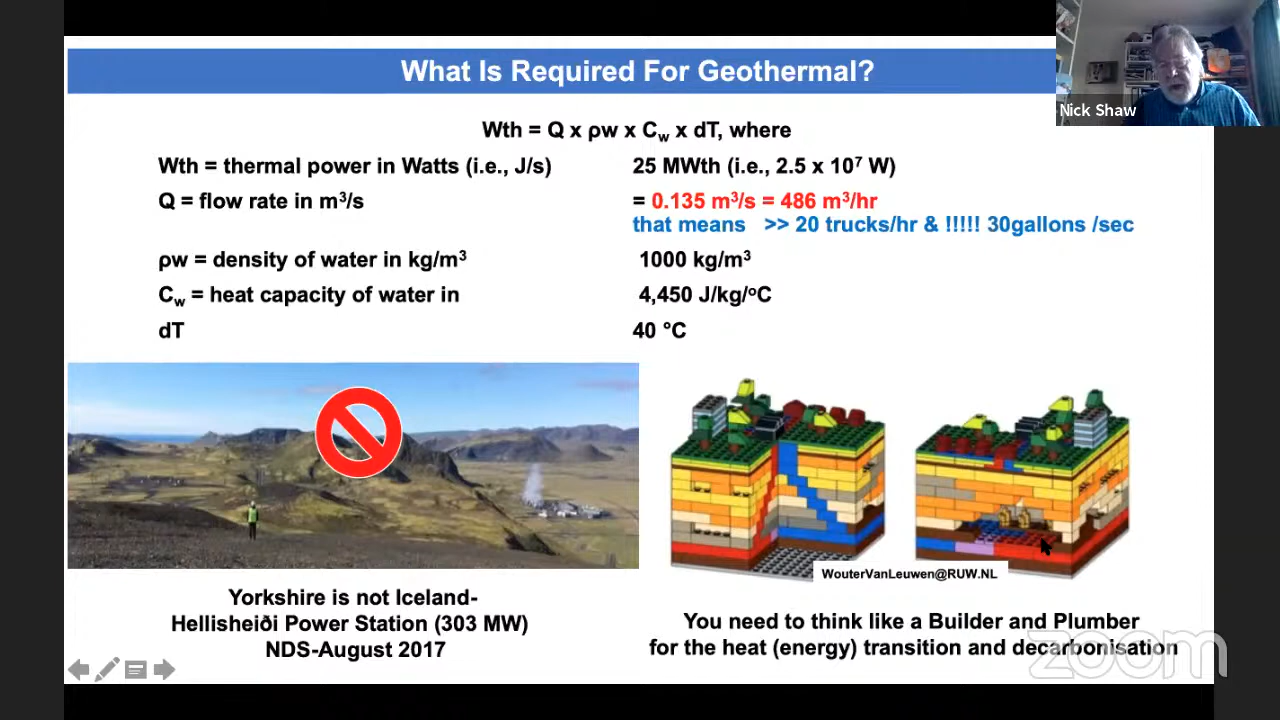 What Is Required For Geothermal?
Nick Shaw
Wth = Q x ρw x Cw x dT, where
Wth = thermal power in Watts (i.e., J/s)
25 MWth (i.e., 2.5 x 10⁷ W)
Q = flow rate in m³/s
= 0.135 m³/s = 486 m³/hr
that means >> 20 trucks/hr & !!!!! 30gallons /sec
ρw = density of water in kg/m³
1000 kg/m³
Cw = heat capacity of water in
4,450 J/kg/ºC
dT
40 °C
WouterVanLeuwen@RUW.NL
Yorkshire is not Iceland-
Hellisheiði Power Station (303 MW)
NDS-August 2017
You need to think like a Builder and Plumber
for the heat (energy) transition and decarbonisation
zoom